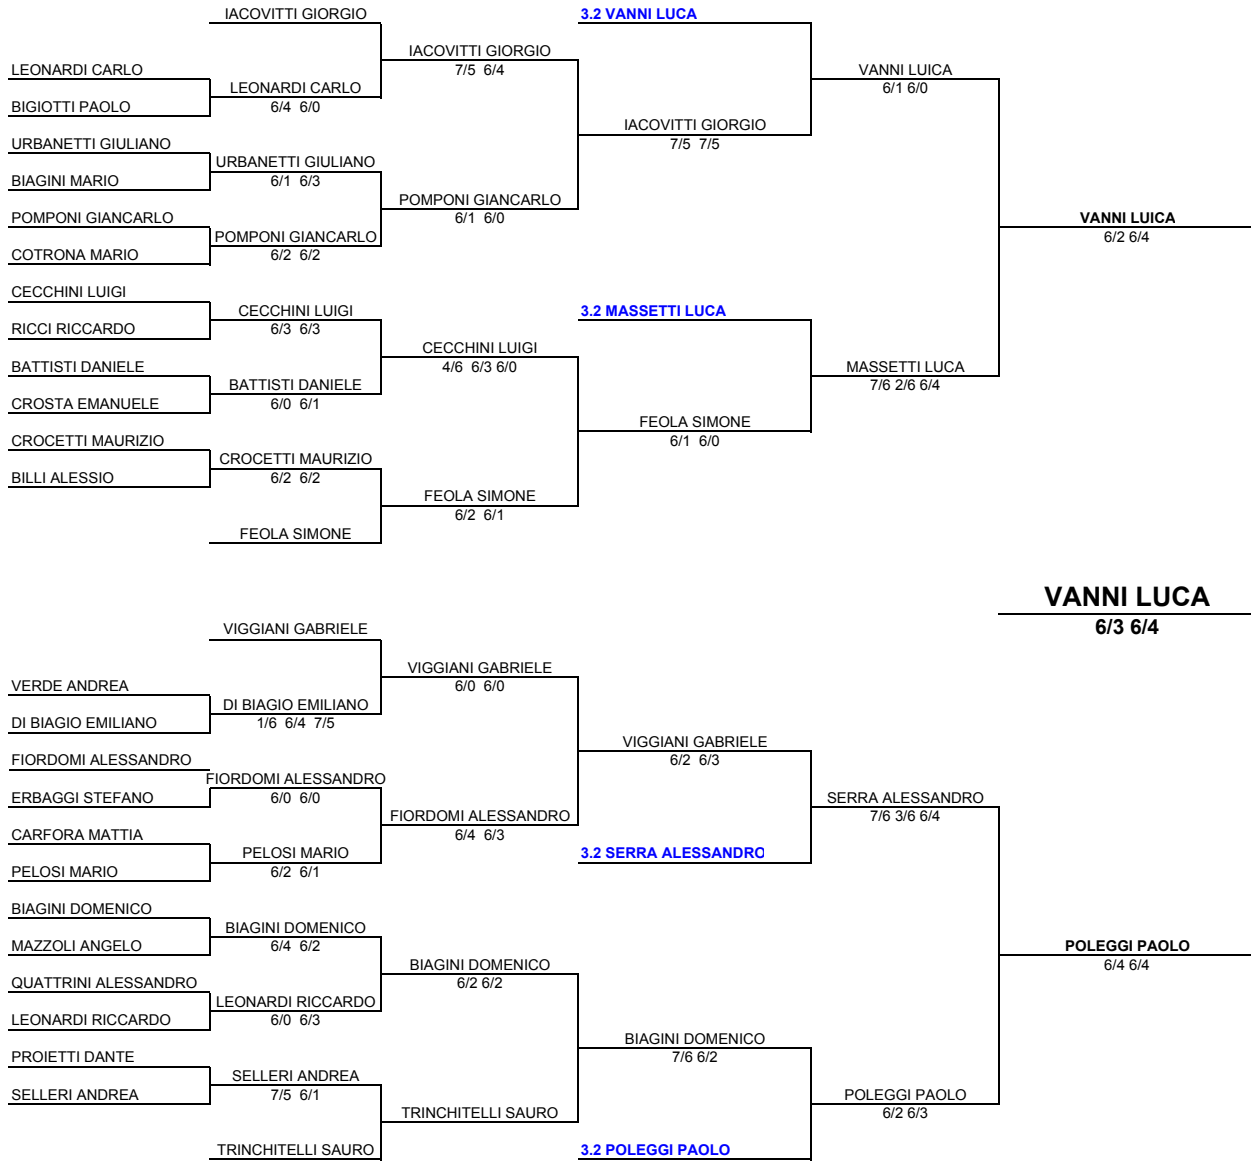 IACOVITTI GIORGIO
3.2 VANNI LUCA
IACOVITTI GIORGIO
7/5 6/4
LEONARDI CARLO
VANNI LUICA
6/1 6/0
LEONARDI CARLO
6/4 6/0
BIGIOTTI PAOLO
IACOVITTI GIORGIO
7/5 7/5
URBANETTI GIULIANO
URBANETTI GIULIANO
6/1 6/3
BIAGINI MARIO
POMPONI GIANCARLO
6/1 6/0
POMPONI GIANCARLO
VANNI LUICA
6/2 6/4
POMPONI GIANCARLO
6/2 6/2
COTRONA MARIO
CECCHINI LUIGI
CECCHINI LUIGI
6/3 6/3
3.2 MASSETTI LUCA
RICCI RICCARDO
CECCHINI LUIGI
4/6 6/3 6/0
BATTISTI DANIELE
MASSETTI LUCA
7/6 2/6 6/4
BATTISTI DANIELE
6/0 6/1
CROSTA EMANUELE
FEOLA SIMONE
6/1 6/0
CROCETTI MAURIZIO
CROCETTI MAURIZIO
6/2 6/2
BILLI ALESSIO
FEOLA SIMONE
6/2 6/1
FEOLA SIMONE
VANNI LUCA
6/3 6/4
VIGGIANI GABRIELE
VIGGIANI GABRIELE
6/0 6/0
VERDE ANDREA
DI BIAGIO EMILIANO
1/6 6/4 7/5
DI BIAGIO EMILIANO
VIGGIANI GABRIELE
6/2 6/3
FIORDOMI ALESSANDRO
FIORDOMI ALESSANDRO
6/0 6/0
ERBAGGI STEFANO
SERRA ALESSANDRO
7/6 3/6 6/4
FIORDOMI ALESSANDRO
6/4 6/3
CARFORA MATTIA
PELOSI MARIO
6/2 6/1
3.2 SERRA ALESSANDRO
PELOSI MARIO
BIAGINI DOMENICO
BIAGINI DOMENICO
6/4 6/2
MAZZOLI ANGELO
POLEGGI PAOLO
6/4 6/4
BIAGINI DOMENICO
6/2 6/2
QUATTRINI ALESSANDRO
LEONARDI RICCARDO
6/0 6/3
LEONARDI RICCARDO
BIAGINI DOMENICO
7/6 6/2
PROIETTI DANTE
SELLERI ANDREA
7/5 6/1
SELLERI ANDREA
POLEGGI PAOLO
6/2 6/3
TRINCHITELLI SAURO
TRINCHITELLI SAURO
3.2 POLEGGI PAOLO